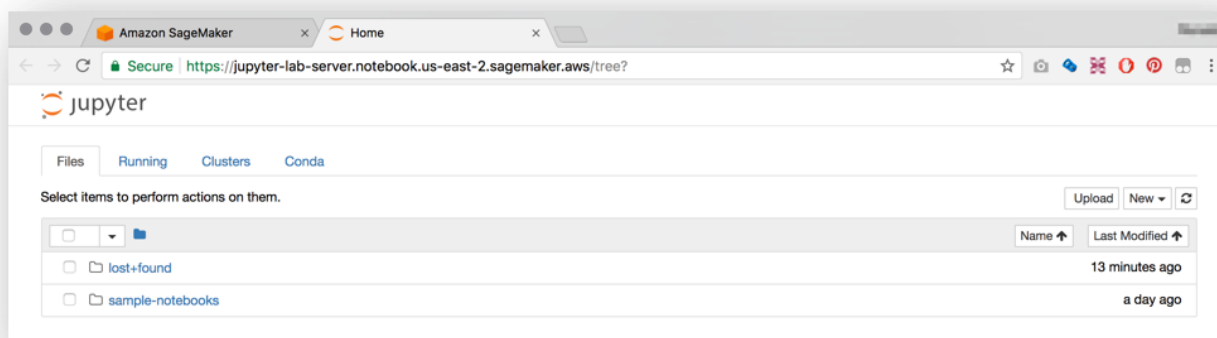 Amazon SageMaker × Home ×
Secure https://jupyter-lab-server.notebook.us-east-2.sagemaker.aws/tree?
jupyter
Files Running Clusters Conda
Select items to perform actions on them. Upload New
Name Last Modified
lost+found 13 minutes ago
sample-notebooks a day ago